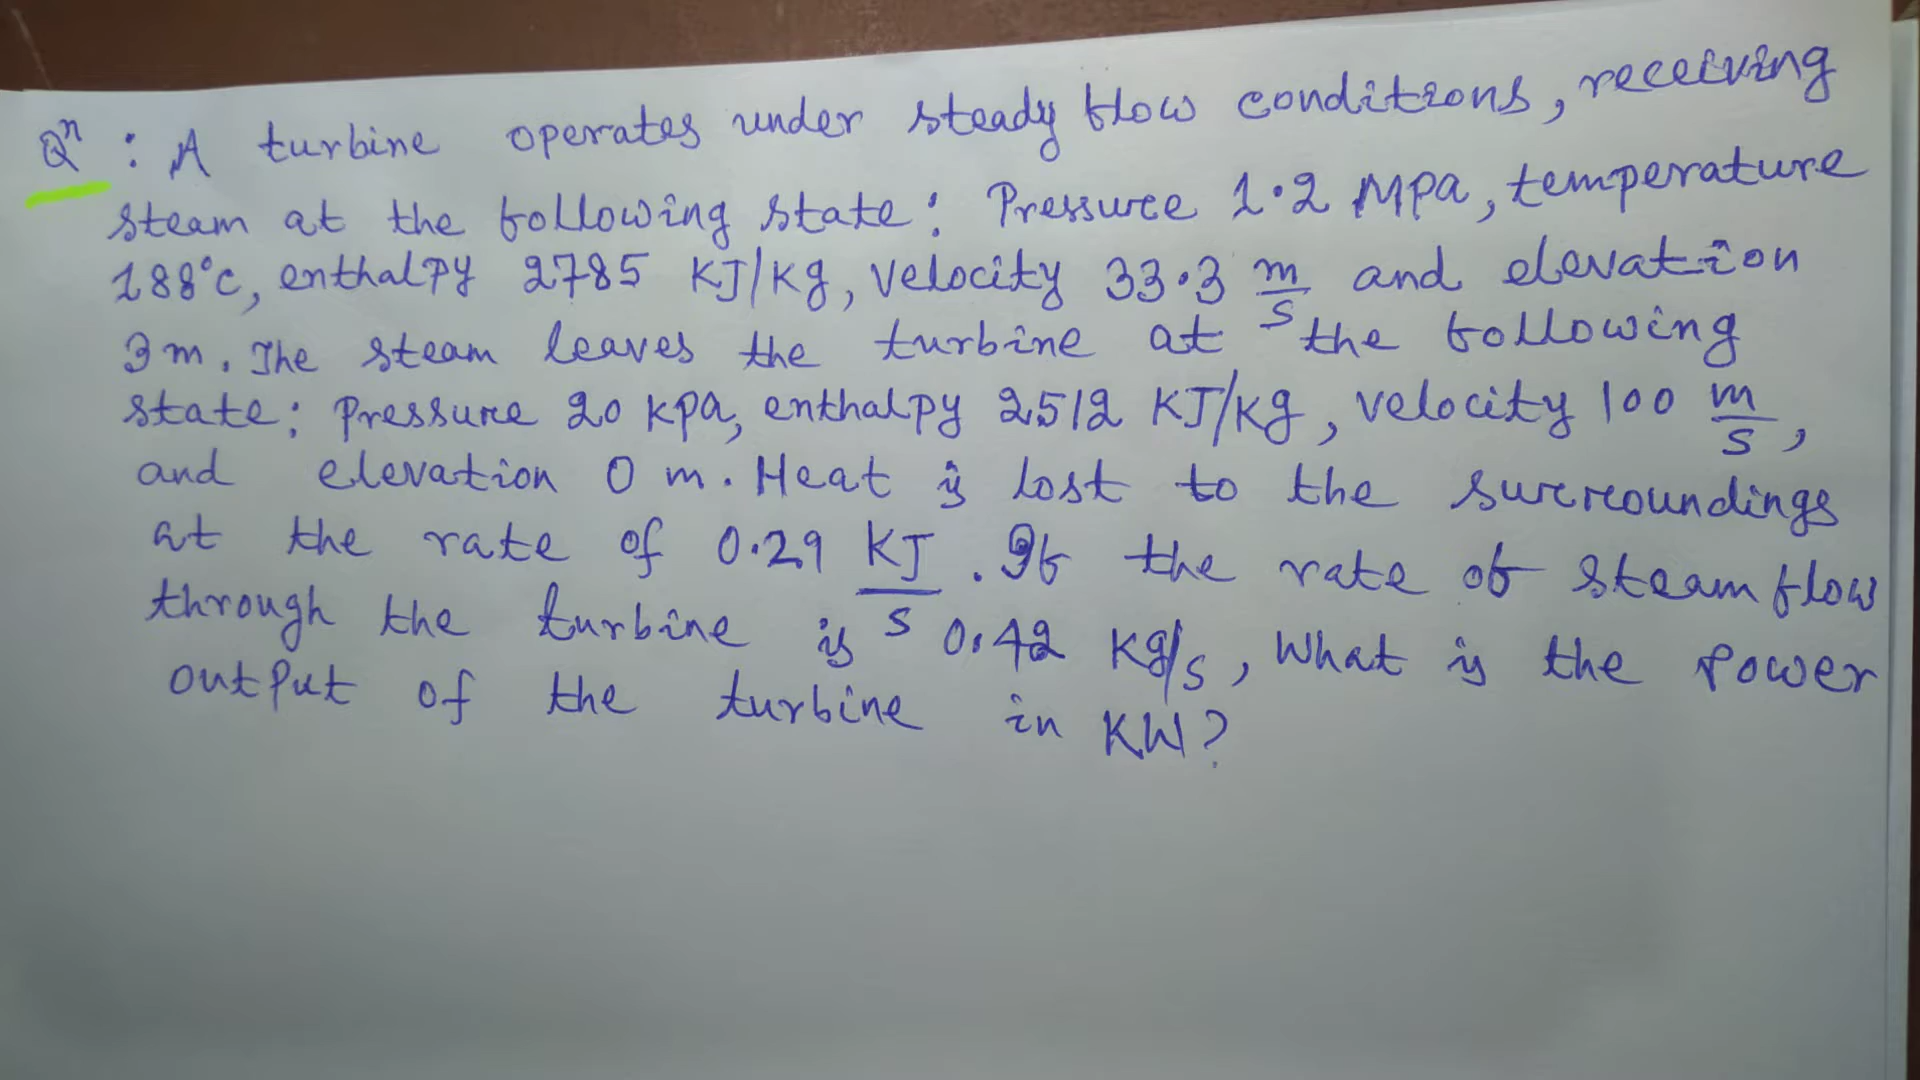 Qⁿ : A turbine operates under steady flow conditions, receiving
steam at the following state: Pressure 1.2 MPa, temperature
188°C, enthalpy 2785 KJ/Kg, velocity 33.3 m/s and elevation
3m. The steam leaves the turbine at the following
state: Pressure 20 kPa, enthalpy 2512 KJ/Kg, velocity 100 m/s,
and elevation 0 m. Heat is lost to the surroundings
at the rate of 0.29 KJ/s. If the rate of steam flow
through the turbine is 0.42 Kg/s, What is the Power
output of the turbine in KW?